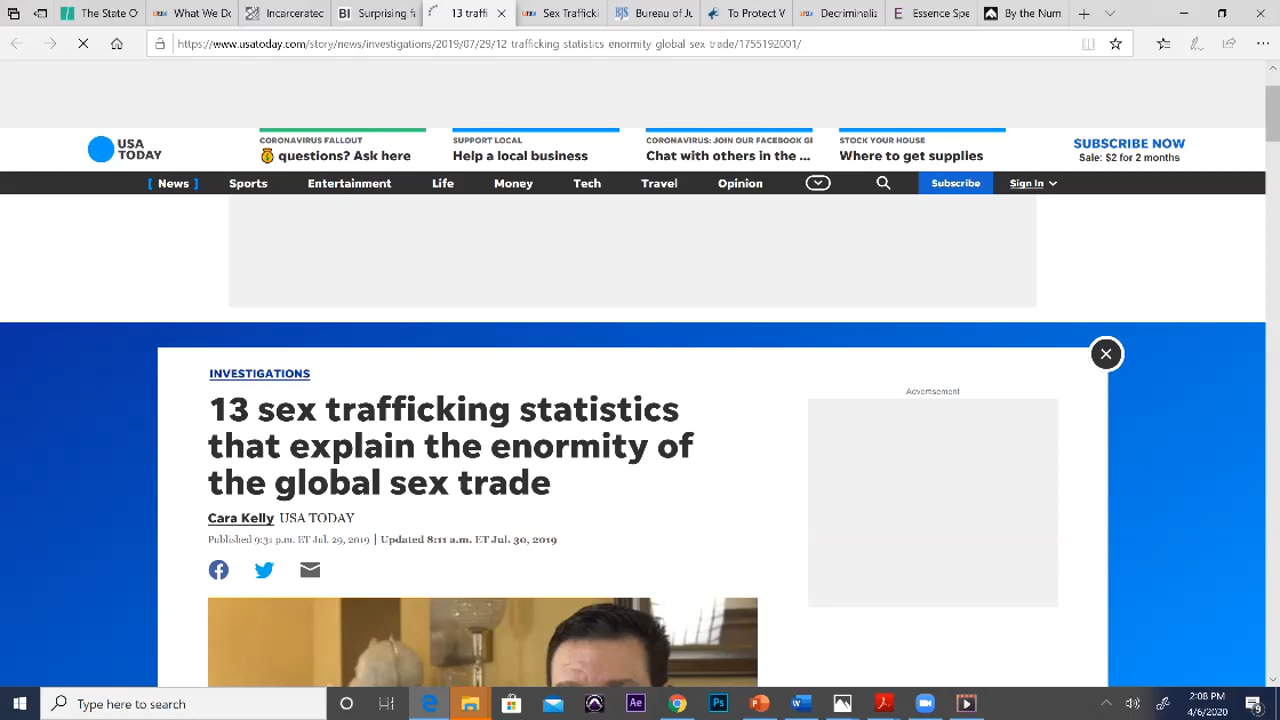 The State O
What We Do
Incarcerated
Surprising f
13 traffi
Sex Trafficki
Bureau of Ju
To Protect V
Decriminaliz
Essence Spe
By the Num
https://www.usatoday.com/story/news/investigations/2019/07/29/12-trafficking-statistics-enormity-global-sex-trade/1755192001/
USA
TODAY
CORONAVIRUS FALLOUT
questions? Ask here
SUPPORT LOCAL
Help a local business
CORONAVIRUS: JOIN OUR FACEBOOK
Chat with others in the ...
STOCK YOUR HOUSE
Where to get supplies
SUBSCRIBE NOW
Sale: $2 for 2 months
[ News ]
Sports
Entertainment
Life
Money
Tech
Travel
Opinion
Subscribe
Sign In
INVESTIGATIONS
Advertisement
13 sex trafficking statistics
that explain the enormity of
the global sex trade
Cara Kelly USA TODAY
Published 9:31 p.m. ET Jul. 29, 2019 | Updated 8:11 a.m. ET Jul. 30, 2019
Type here to search
Ae
Ps
2:08 PM
4/6/2020